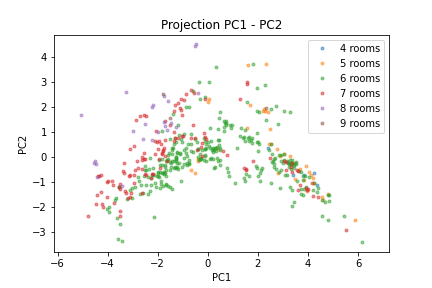 Projection PC1 - PC2
4 rooms
5 rooms
6 rooms
7 rooms
8 rooms
9 rooms
PC2
4
3
2
1
0
−1
−2
−3
−6
−4
−2
0
2
4
6
PC1